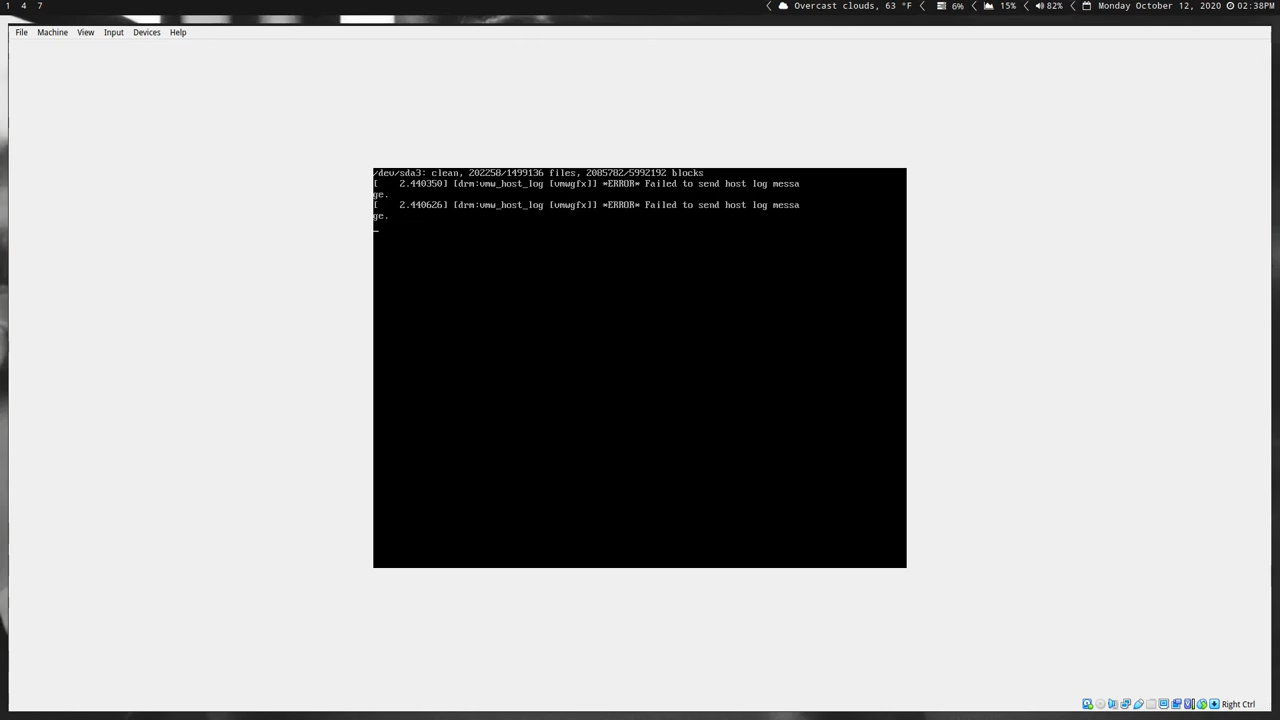 1 4 7
Overcast clouds, 63 °F 6% 15% 82% Monday October 12, 2020 02:38PM
File Machine View Input Devices Help
/dev/sda3: clean, 202258/1499136 files, 2085782/5992192 blocks
[    2.440350] [drm:vmw_host_log [vmwgfx]] *ERROR* Failed to send host log messa
ge.
[    2.440626] [drm:vmw_host_log [vmwgfx]] *ERROR* Failed to send host log messa
ge.
Right Ctrl